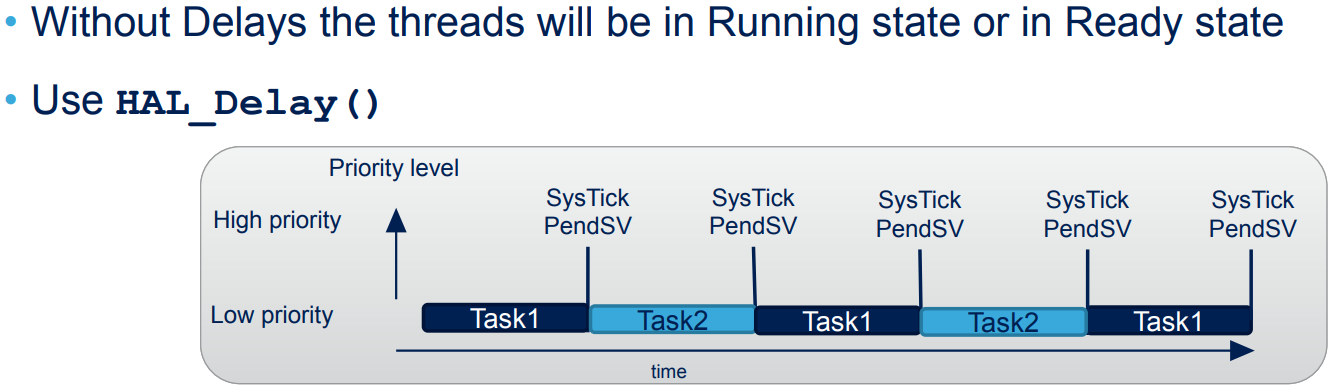 • Without Delays the threads will be in Running state or in Ready state
• Use HAL_Delay()
Priority level
High priority
SysTick
PendSV
SysTick
PendSV
SysTick
PendSV
SysTick
PendSV
SysTick
PendSV
Low priority
Task1
Task2
Task1
Task2
Task1
time